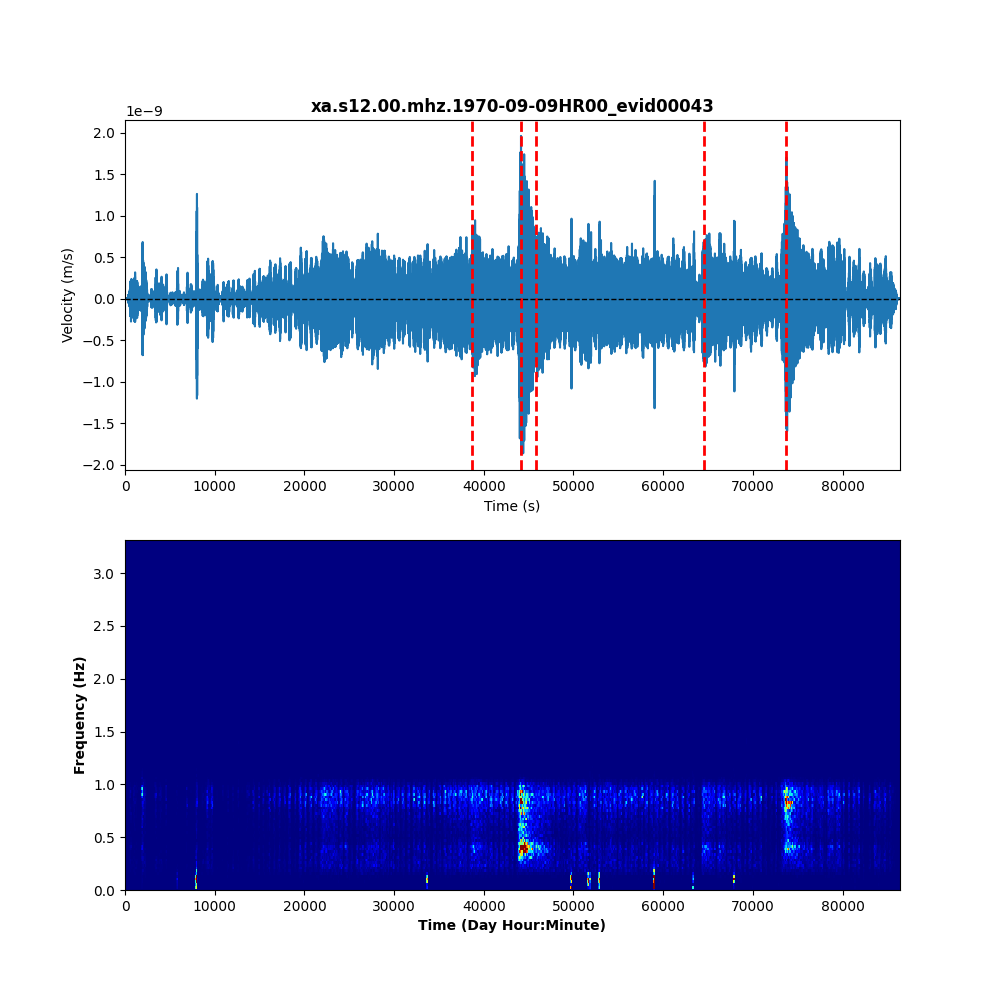 xa.s12.00.mhz.1970-09-09HR00_evid00043
1e−9
2.0
1.5
1.0
0.5
0.0
−0.5
−1.0
−1.5
−2.0
Velocity (m/s)
0 10000 20000 30000 40000 50000 60000 70000 80000
Time (s)
3.0
2.5
2.0
1.5
1.0
0.5
0.0
Frequency (Hz)
0 10000 20000 30000 40000 50000 60000 70000 80000
Time (Day Hour:Minute)